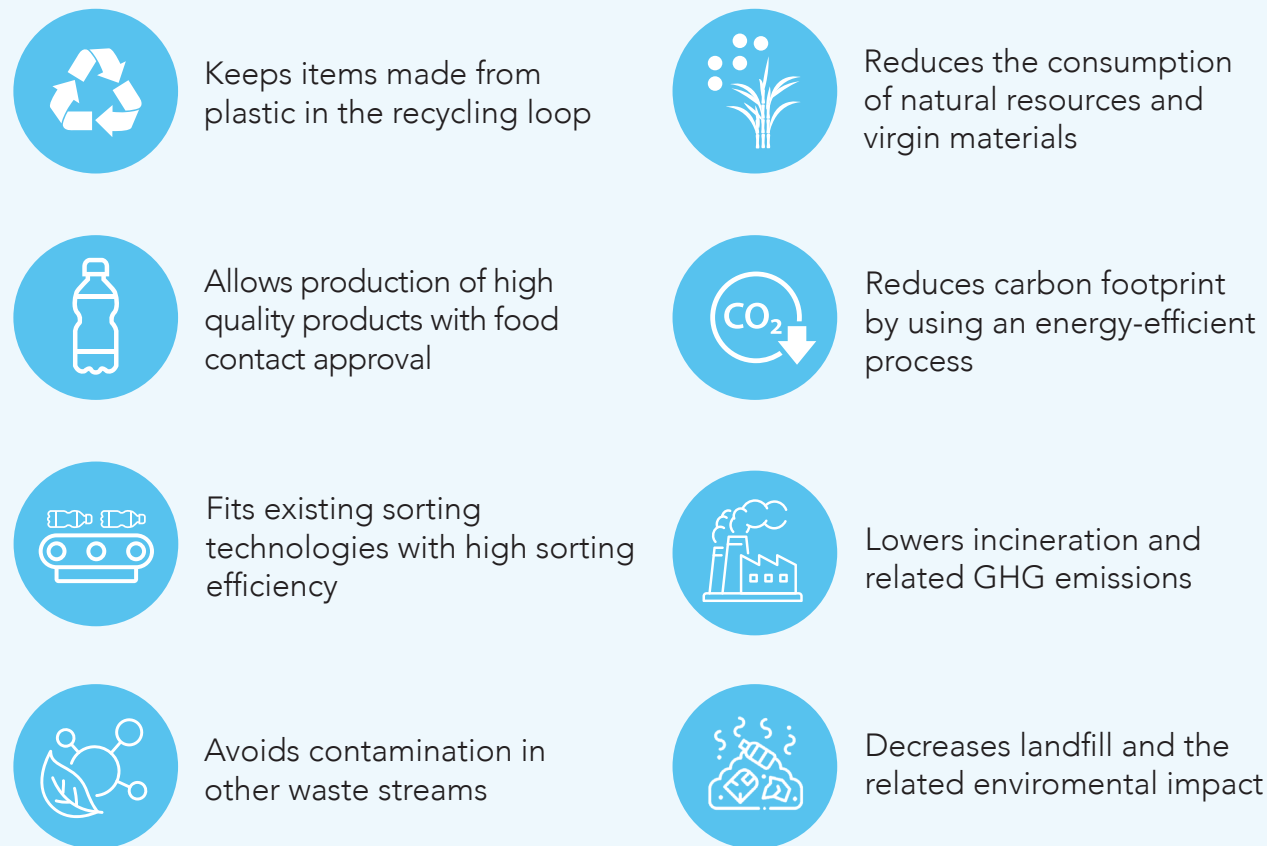 Keeps items made from
plastic in the recycling loop
Reduces the consumption
of natural resources and
virgin materials
Allows production of high
quality products with food
contact approval
CO₂
Reduces carbon footprint
by using an energy-efficient
process
Fits existing sorting
technologies with high sorting
efficiency
Lowers incineration and
related GHG emissions
Avoids contamination in
other waste streams
Decreases landfill and the
related enviromental impact